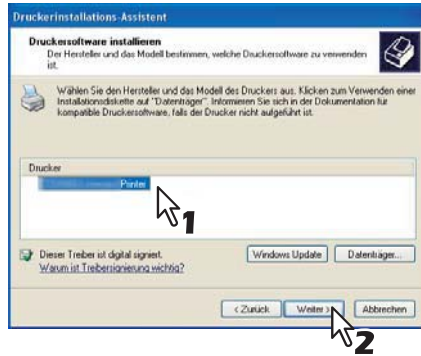 Druckerinstallations-Assistent
Druckersoftware installieren
Der Hersteller und das Modell bestimmen, welche Druckersoftware zu verwenden
ist.
Wählen Sie den Hersteller und das Modell des Druckers aus. Klicken zum Verwenden einer
Installationsdiskette auf "Datenträger". Informieren Sie sich in der Dokumentation für
kompatible Druckersoftware, falls der Drucker nicht aufgeführt ist.
Drucker
Printer
1
Dieser Treiber ist digital signiert.
Warum ist Treibersignierung wichtig?
Windows Update
Datenträger...
< Zurück
Weiter >
Abbrechen
2